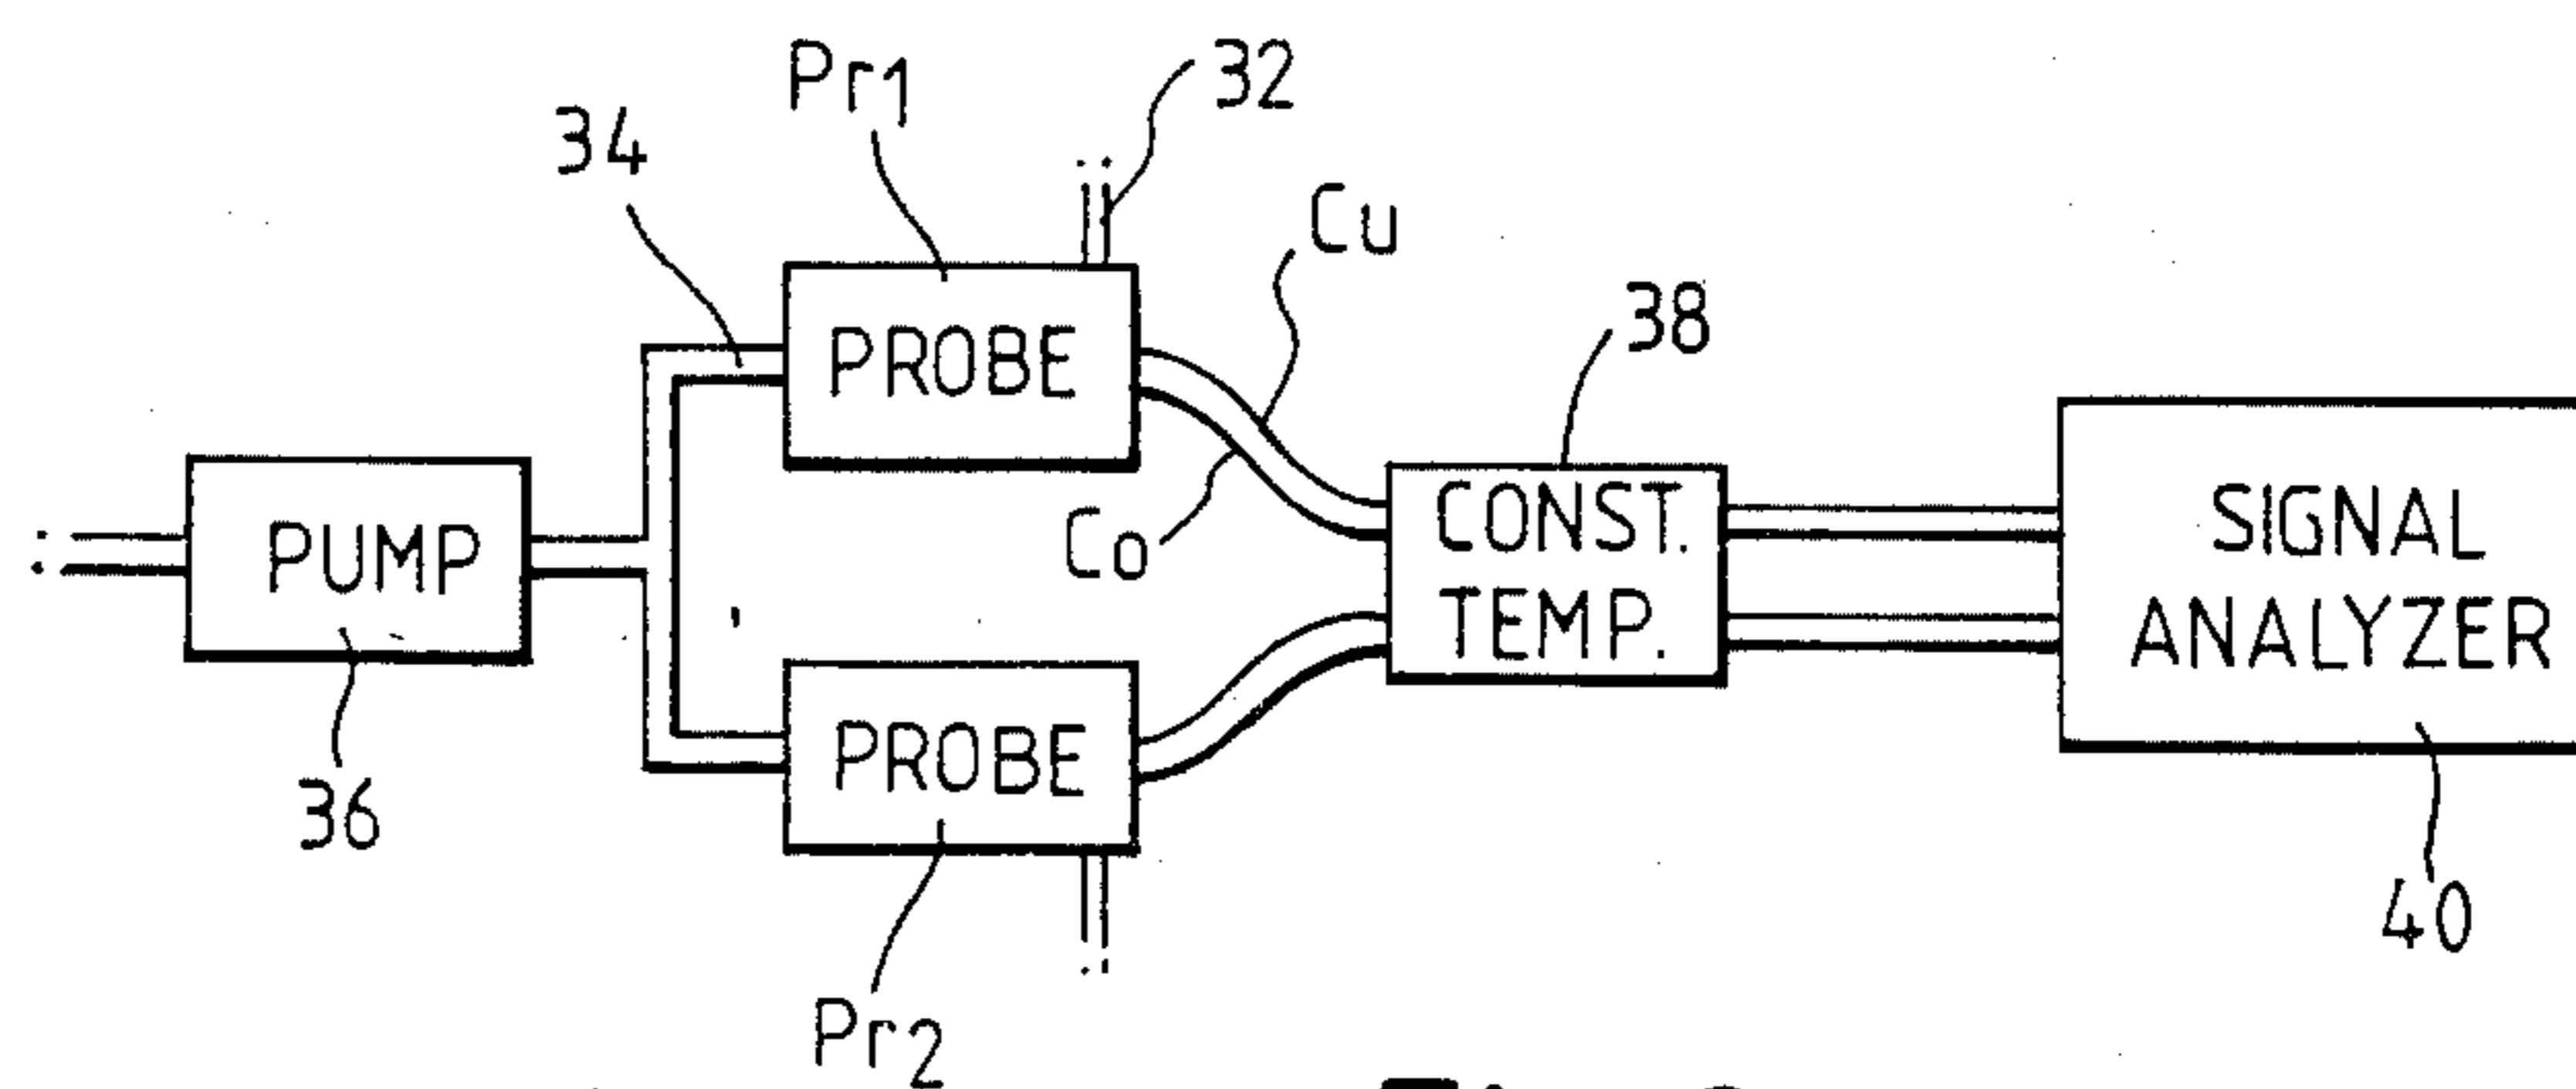 Pr1
32
34
Cu
38
PROBE
CONST.
TEMP.
SIGNAL
ANALYZER
PUMP
Co
PROBE
36
40
Pr2